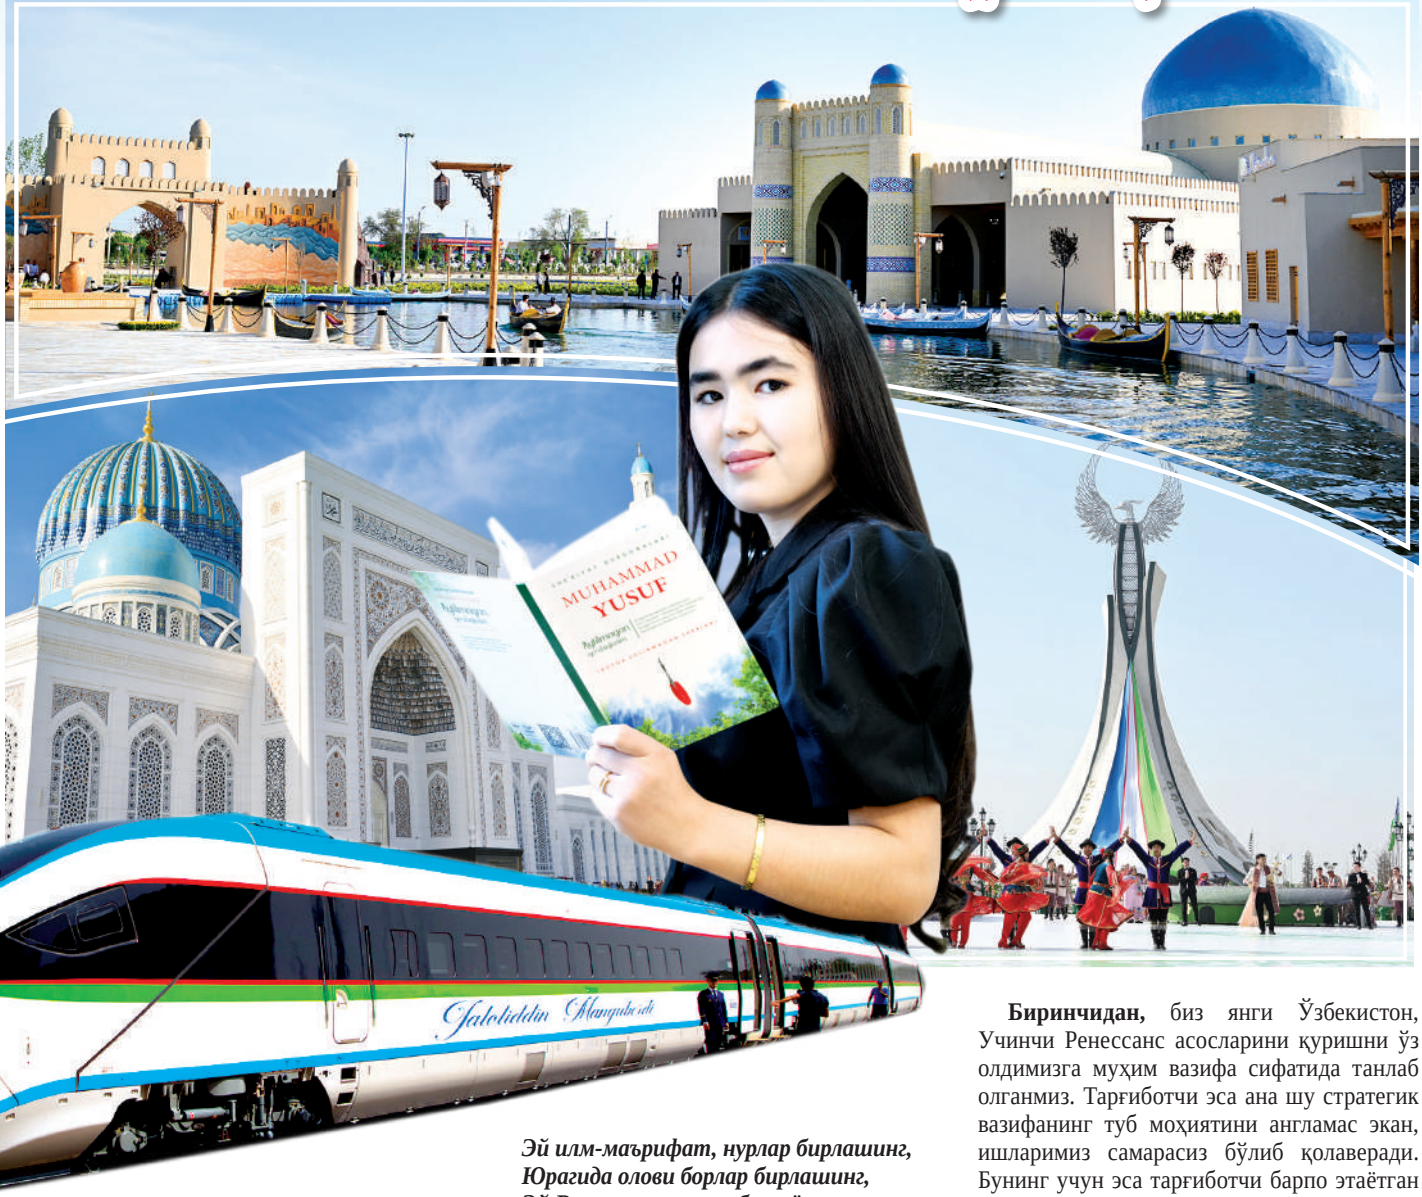 MUHAMMAD
YUSUF
Jaloliddin Manguberdi
Эй илм-маърифат, нурлар бирлашинг,
Юрагида олови борлар бирлашинг,
Биринчидан, биз янги Ўзбекистон,
Учинчи Ренессанс асосларини қуришни ўз
олдимизга муҳим вазифа сифатида танлаб
олганмиз. Тарғиботчи эса ана шу стратегик
вазифанинг туб моҳиятини англамас экан,
ишларимиз самарасиз бўлиб қолаверади.
Бунинг учун эса тарғиботчи барпо этаётган